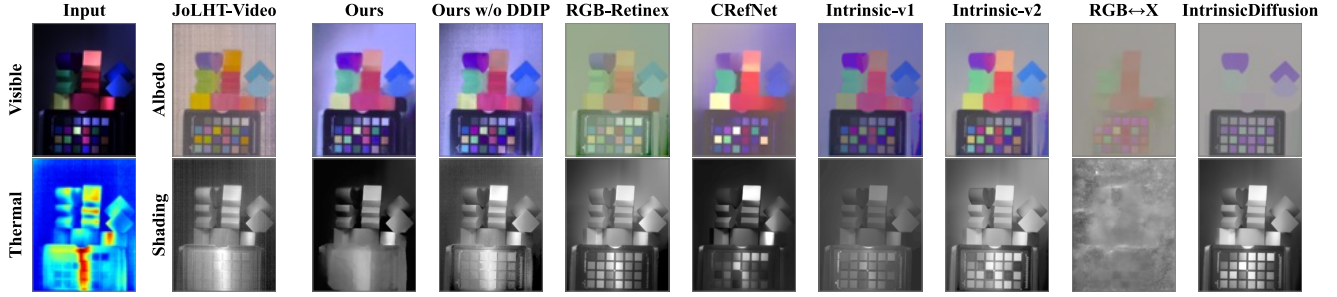 Input JoLHT-Video Ours Ours w/o DDIP RGB-Retinex CRefNet Intrinsic-v1 Intrinsic-v2 RGB↔X IntrinsicDiffusion
Visible Albedo
Thermal Shading